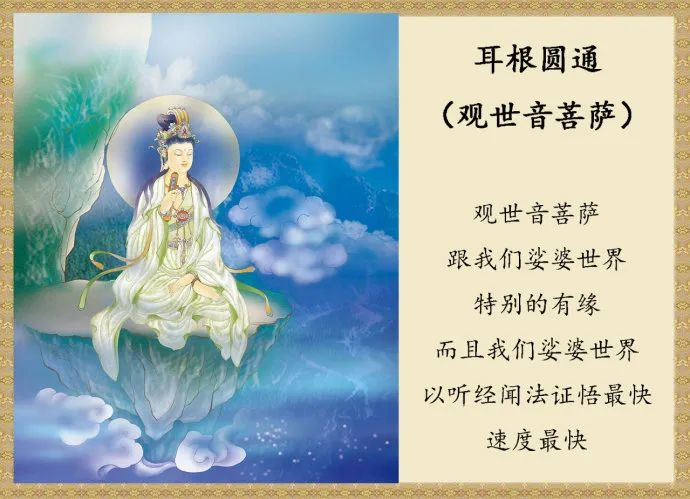 耳根圆通
（观世音菩萨）
观世音菩萨
跟我们娑婆世界
特别的有缘
而且我们娑婆世界
以听经闻法证悟最快
速度最快